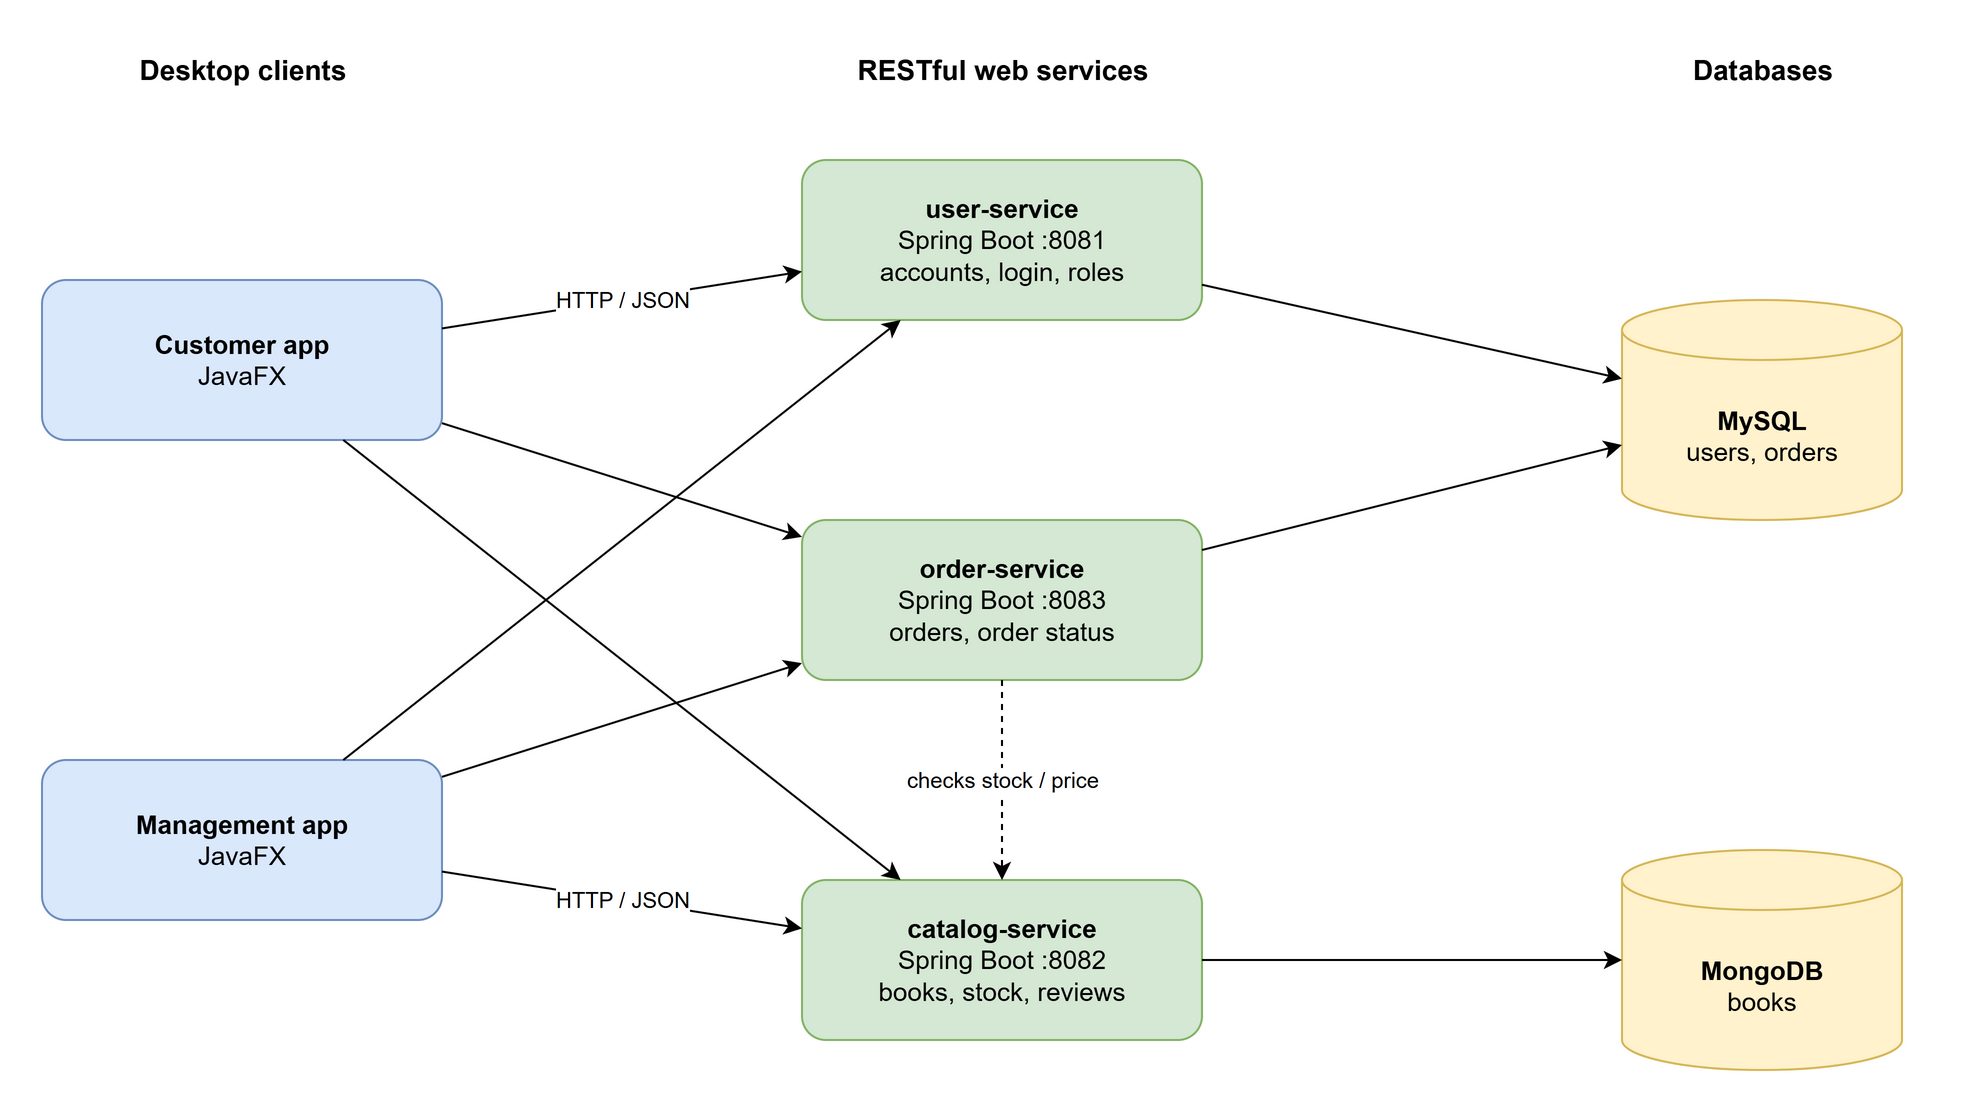 Desktop clients
RESTful web services
Databases
user-service
Spring Boot :8081
accounts, login, roles
HTTP / JSON
Customer app
JavaFX
MySQL
users, orders
order-service
Spring Boot :8083
orders, order status
checks stock / price
Management app
JavaFX
HTTP / JSON
catalog-service
Spring Boot :8082
books, stock, reviews
MongoDB
books